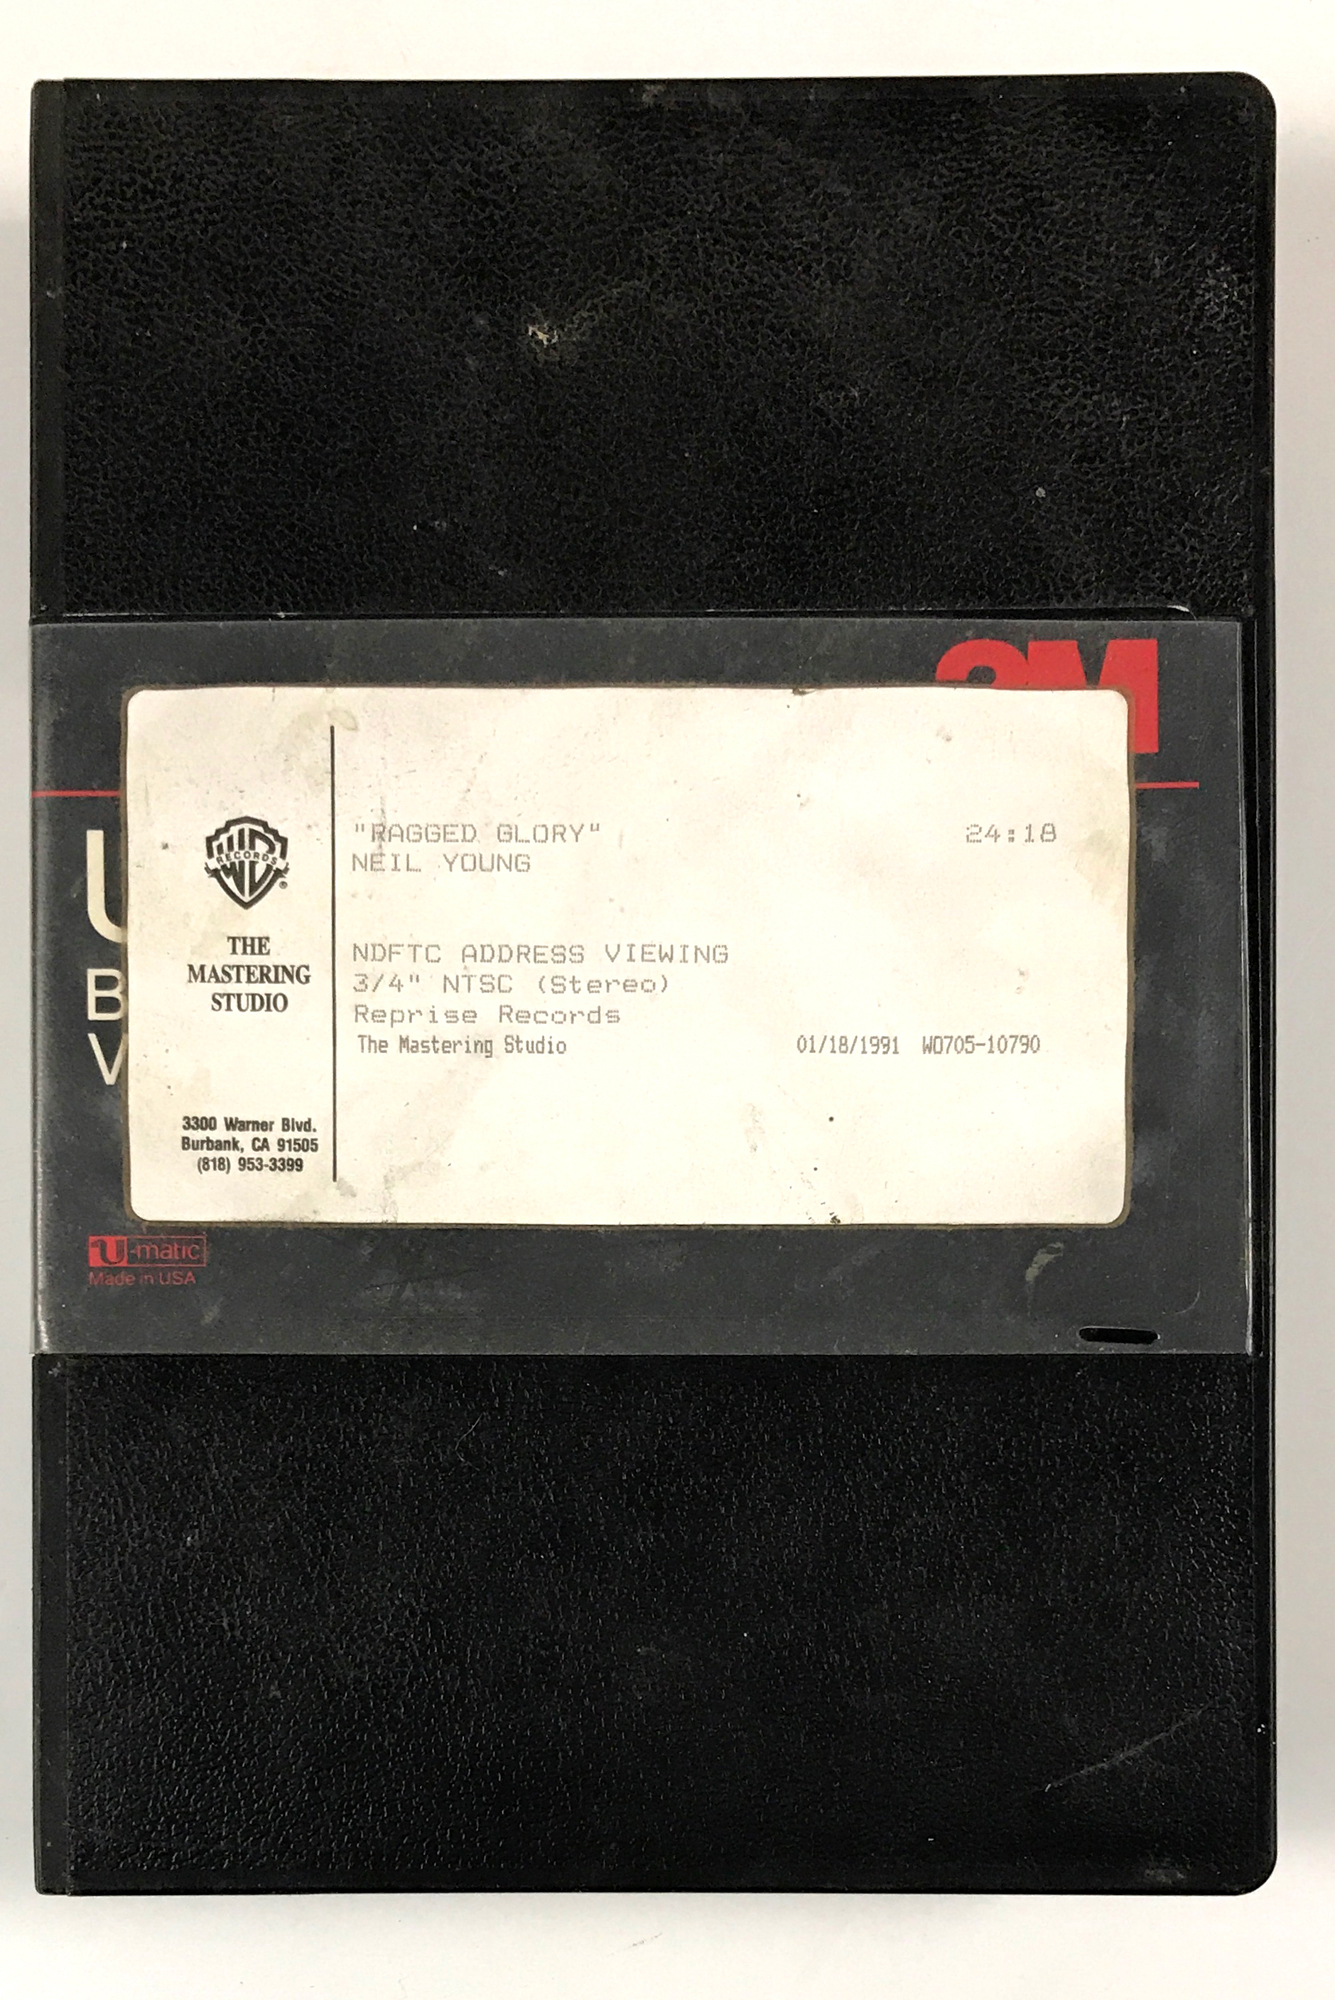 3M
U
B
V
WB
RECORDS
®
THE
MASTERING
STUDIO
3300 Warner Blvd.
Burbank, CA 91505
(818) 953-3399
"RAGGED GLORY" 24:18
NEIL YOUNG
NDFTC ADDRESS VIEWING
3/4" NTSC (Stereo)
Reprise Records
The Mastering Studio 01/18/1991 WO705-10790
U-matic
Made in USA